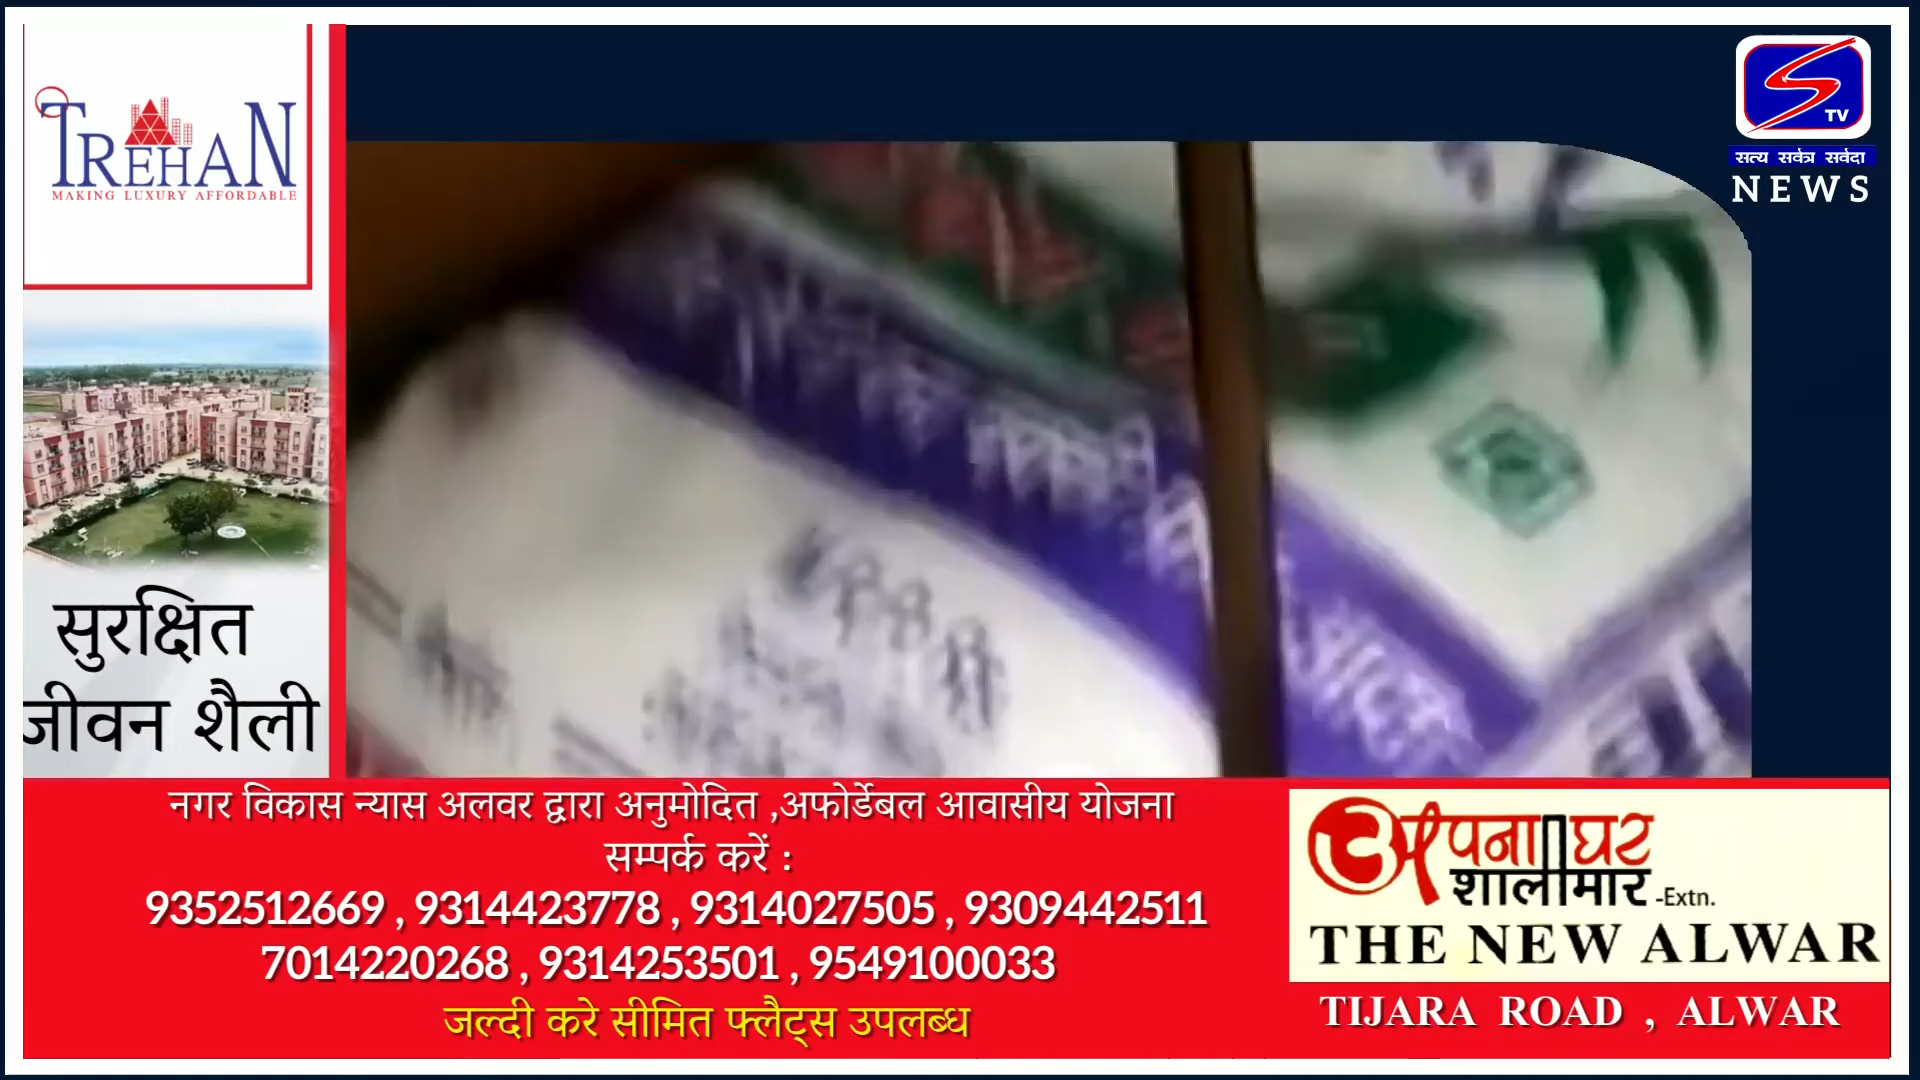 TREHAN
MAKING LUXURY AFFORDABLE
S
TV
सत्य सर्वत्र सर्वदा
NEWS
सुरक्षित
जीवन शैली
नगर विकास न्यास अलवर द्वारा अनुमोदित ,अफोर्डेबल आवासीय योजना
सम्पर्क करें :
9352512669 , 9314423778 , 9314027505 , 9309442511
7014220268 , 9314253501 , 9549100033
जल्दी करे सीमित फ्लैट्स उपलब्ध
अपना घर
शालीमार -Extn.
THE NEW ALWAR
TIJARA ROAD , ALWAR